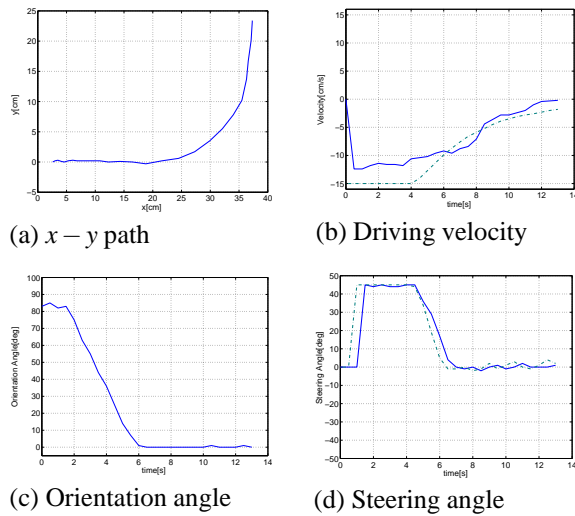 25
20
15
10
5
0
−5
0 5 10 15 20 25 30 35 40
x[cm]
y[cm]
(a) x − y path
15
10
5
0
−5
−10
−15
0 2 4 6 8 10 12 14
time[s]
Velocity[cm/s]
(b) Driving velocity
100
90
80
70
60
50
40
30
20
10
0
0 2 4 6 8 10 12 14
time[s]
Orientation Angle[deg]
(c) Orientation angle
50
40
30
20
10
0
−10
−20
−30
−40
−50
0 2 4 6 8 10 12 14
time[s]
Steering Angle[deg]
(d) Steering angle